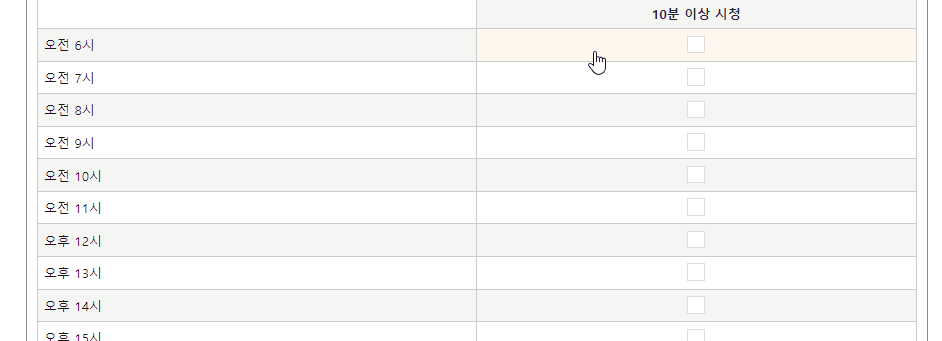 10분 이상 시청
오전 6시
오전 7시
오전 8시
오전 9시
오전 10시
오전 11시
오후 12시
오후 13시
오후 14시
오후 15시